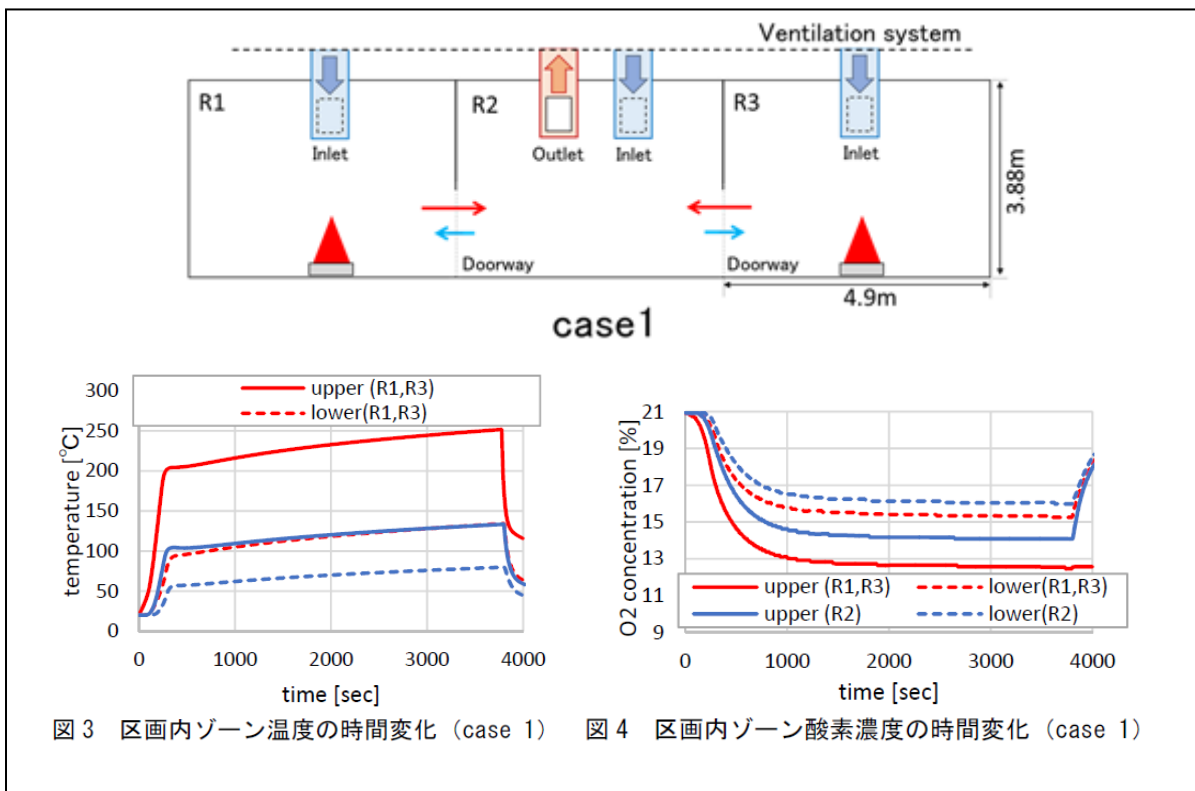 Ventilation system
R1
R2
R3
Inlet
Outlet
Inlet
Inlet
3.88m
Doorway
Doorway
4.9m
case1
upper (R1,R3)
lower(R1,R3)
temperature [℃]
300
250
200
150
100
50
0
0 1000 2000 3000 4000
time [sec]
O2 concentration [%]
21
19
17
15
13
11
9
upper (R1,R3) lower(R1,R3)
upper (R2) lower(R2)
0 1000 2000 3000 4000
time [sec]
図3 区画内ゾーン温度の時間変化 (case 1)
図4 区画内ゾーン酸素濃度の時間変化 (case 1)